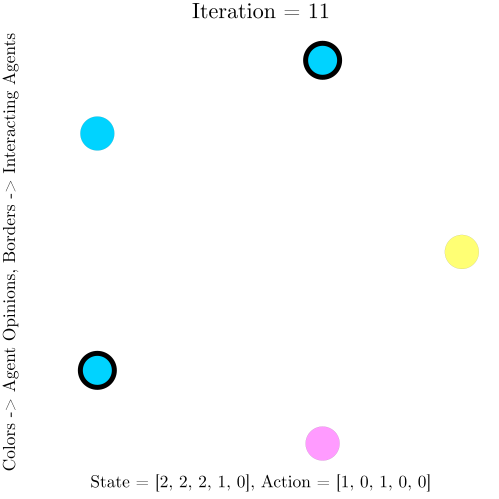 Iteration = 11
Colors -> Agent Opinions, Borders -> Interacting Agents
State = [2, 2, 2, 1, 0], Action = [1, 0, 1, 0, 0]